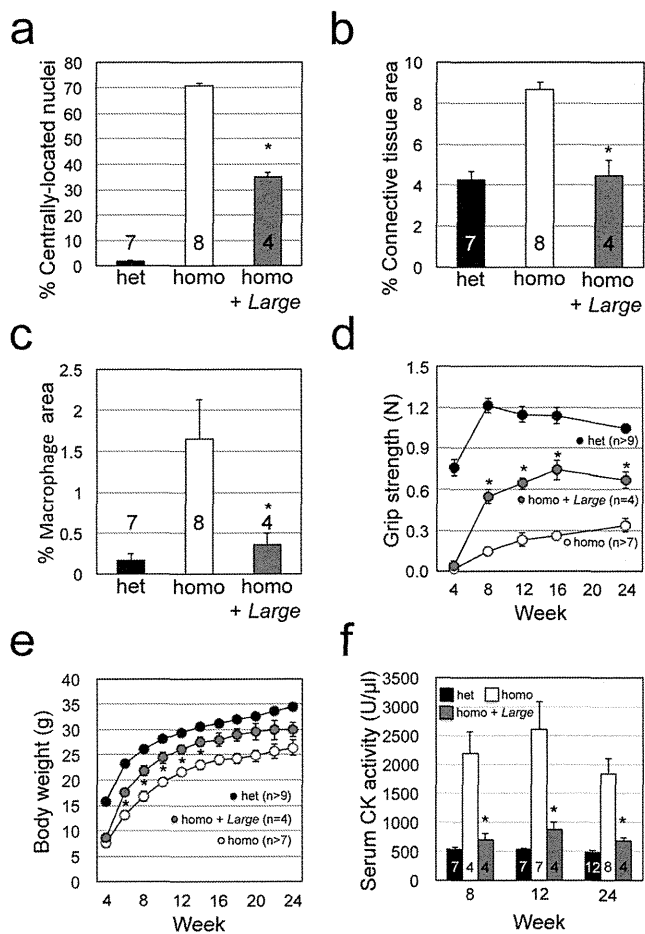 a
% Centrally-located nuclei
80
70
60
50
40
30
20
10
0
7
8
*
4
het
homo
homo
+ Large
b
% Connective tissue area
10
8
6
4
2
0
7
8
*
4
het
homo
homo
+ Large
c
% Macrophage area
2.5
2
1.5
1
0.5
0
7
8
*
4
het
homo
homo
+ Large
d
Grip strength (N)
1.5
1.2
0.9
0.6
0.3
0.0
het (n>9)
* * * *
homo + Large (n=4)
homo (n>7)
4 8 12 16 20 24
Week
e
Body weight (g)
40
35
30
25
20
15
10
5
0
* * * * *
het (n>9)
homo + Large (n=4)
homo (n>7)
4 8 12 16 20 24
Week
f
Serum CK activity (U/µl)
3500
3000
2500
2000
1500
1000
500
0
het homo
homo + Large
* * *
7 4 4 7 7 4 12 8 4
8 12 24
Week